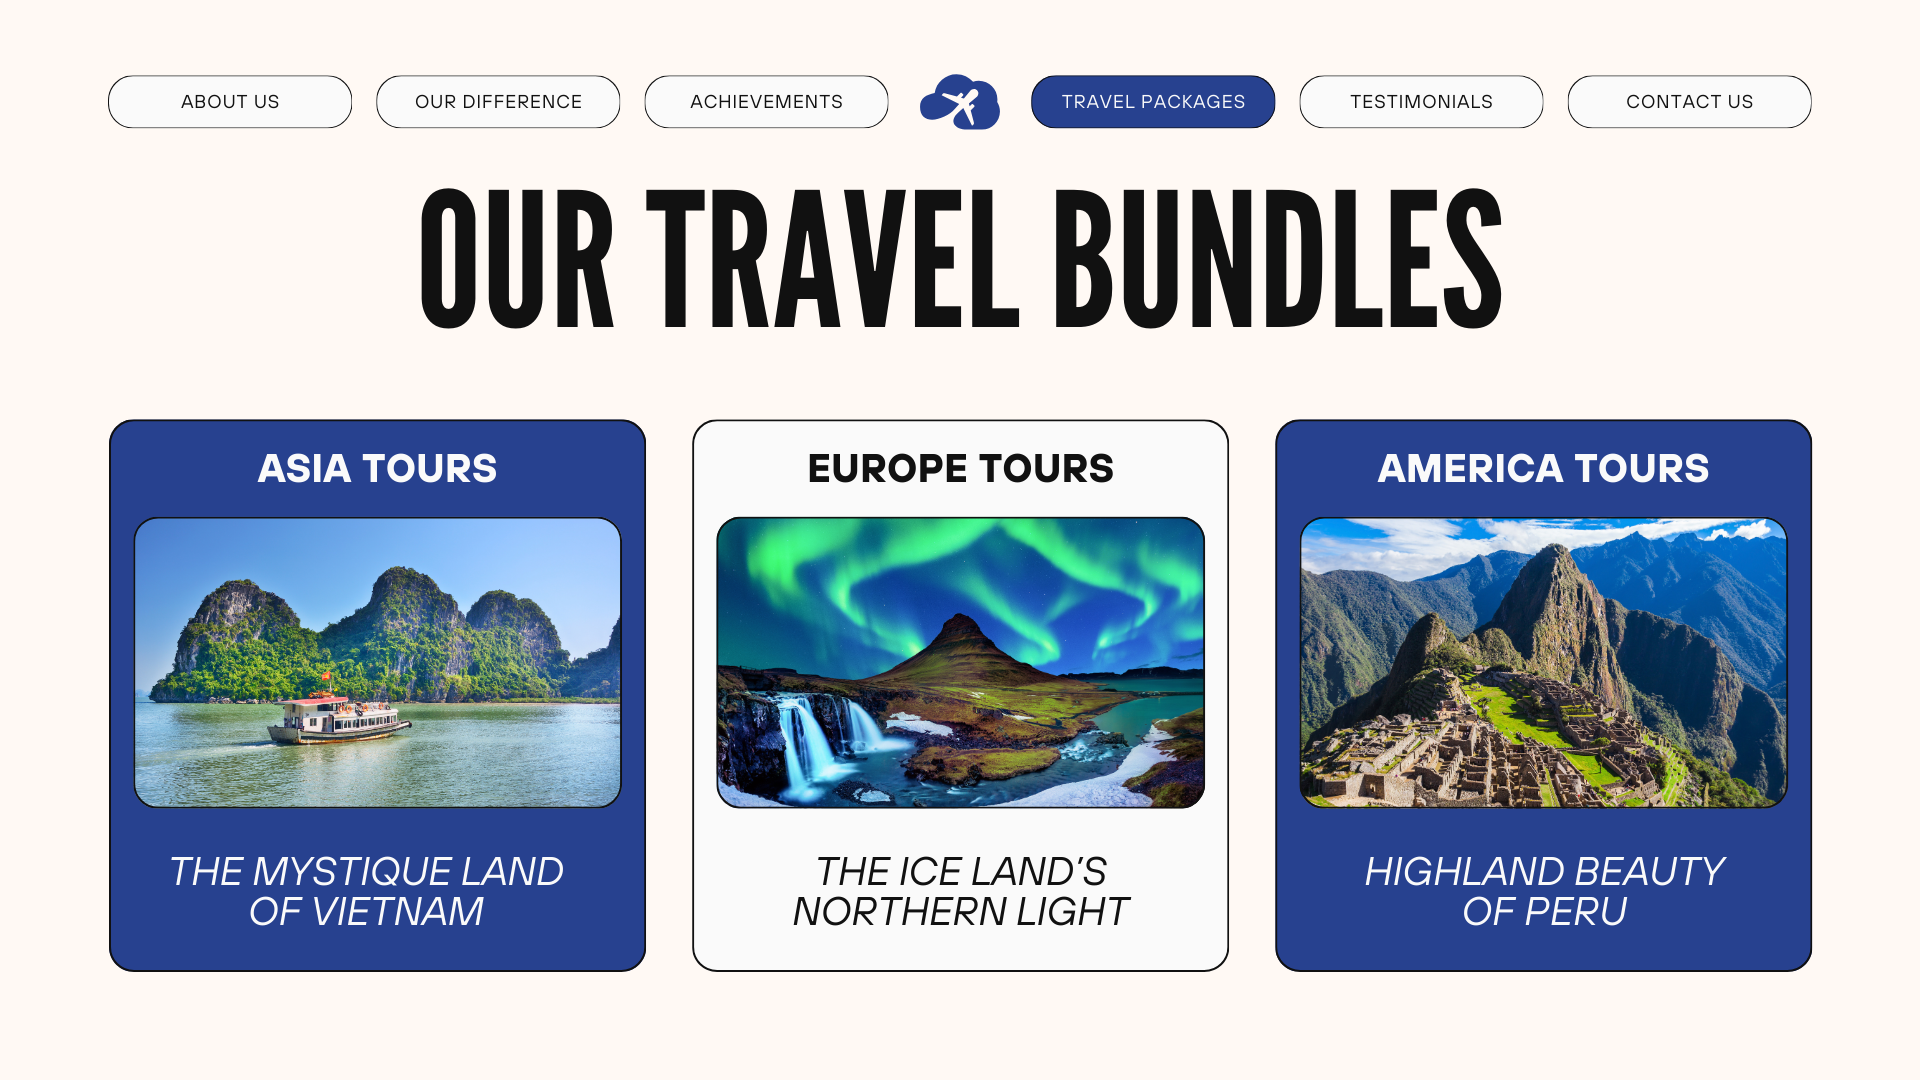 ABOUT US
OUR DIFFERENCE
ACHIEVEMENTS
TRAVEL PACKAGES
TESTIMONIALS
CONTACT US
OUR TRAVEL BUNDLES
ASIA TOURS
THE MYSTIQUE LAND
OF VIETNAM
EUROPE TOURS
THE ICE LAND'S
NORTHERN LIGHT
AMERICA TOURS
HIGHLAND BEAUTY
OF PERU